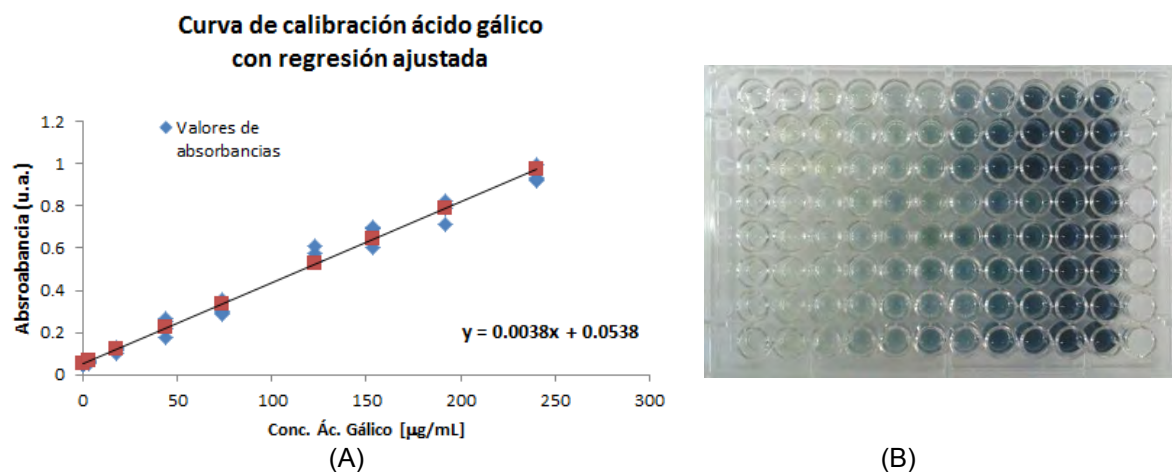 Curva de calibración ácido gálico
con regresión ajustada
Absroabancia (u.a.)
1.2
1
0.8
0.6
0.4
0.2
0
Valores de
absorbancias
y = 0.0038x + 0.0538
0 50 100 150 200 250 300
Conc. Ác. Gálico [µg/mL]
(A) (B)